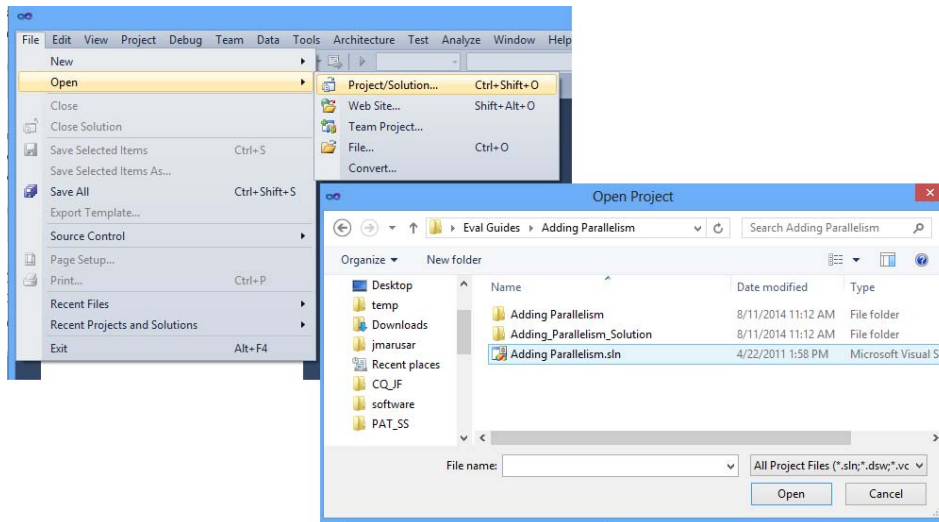 File Edit View Project Debug Team Data Tools Architecture Test Analyze Window Help
New
Open
Close
Close Solution
Save Selected Items Ctrl+S
Save Selected Items As...
Save All Ctrl+Shift+S
Export Template...
Source Control
Page Setup...
Print... Ctrl+P
Recent Files
Recent Projects and Solutions
Exit Alt+F4
Project/Solution... Ctrl+Shift+O
Web Site... Shift+Alt+O
Team Project...
File... Ctrl+O
Convert...
Open Project
Eval Guides Adding Parallelism Search Adding Parallelism
Organize New folder
Desktop
temp
Downloads
jmarusar
Recent places
CQ_JF
software
PAT_SS
Name Date modified Type
Adding Parallelism 8/11/2014 11:12 AM File folder
Adding_Parallelism_Solution 8/11/2014 11:12 AM File folder
Adding Parallelism.sln 4/22/2011 1:58 PM Microsoft Visual S
File name: All Project Files (*.sln;*.dsw;*.vc
Open Cancel